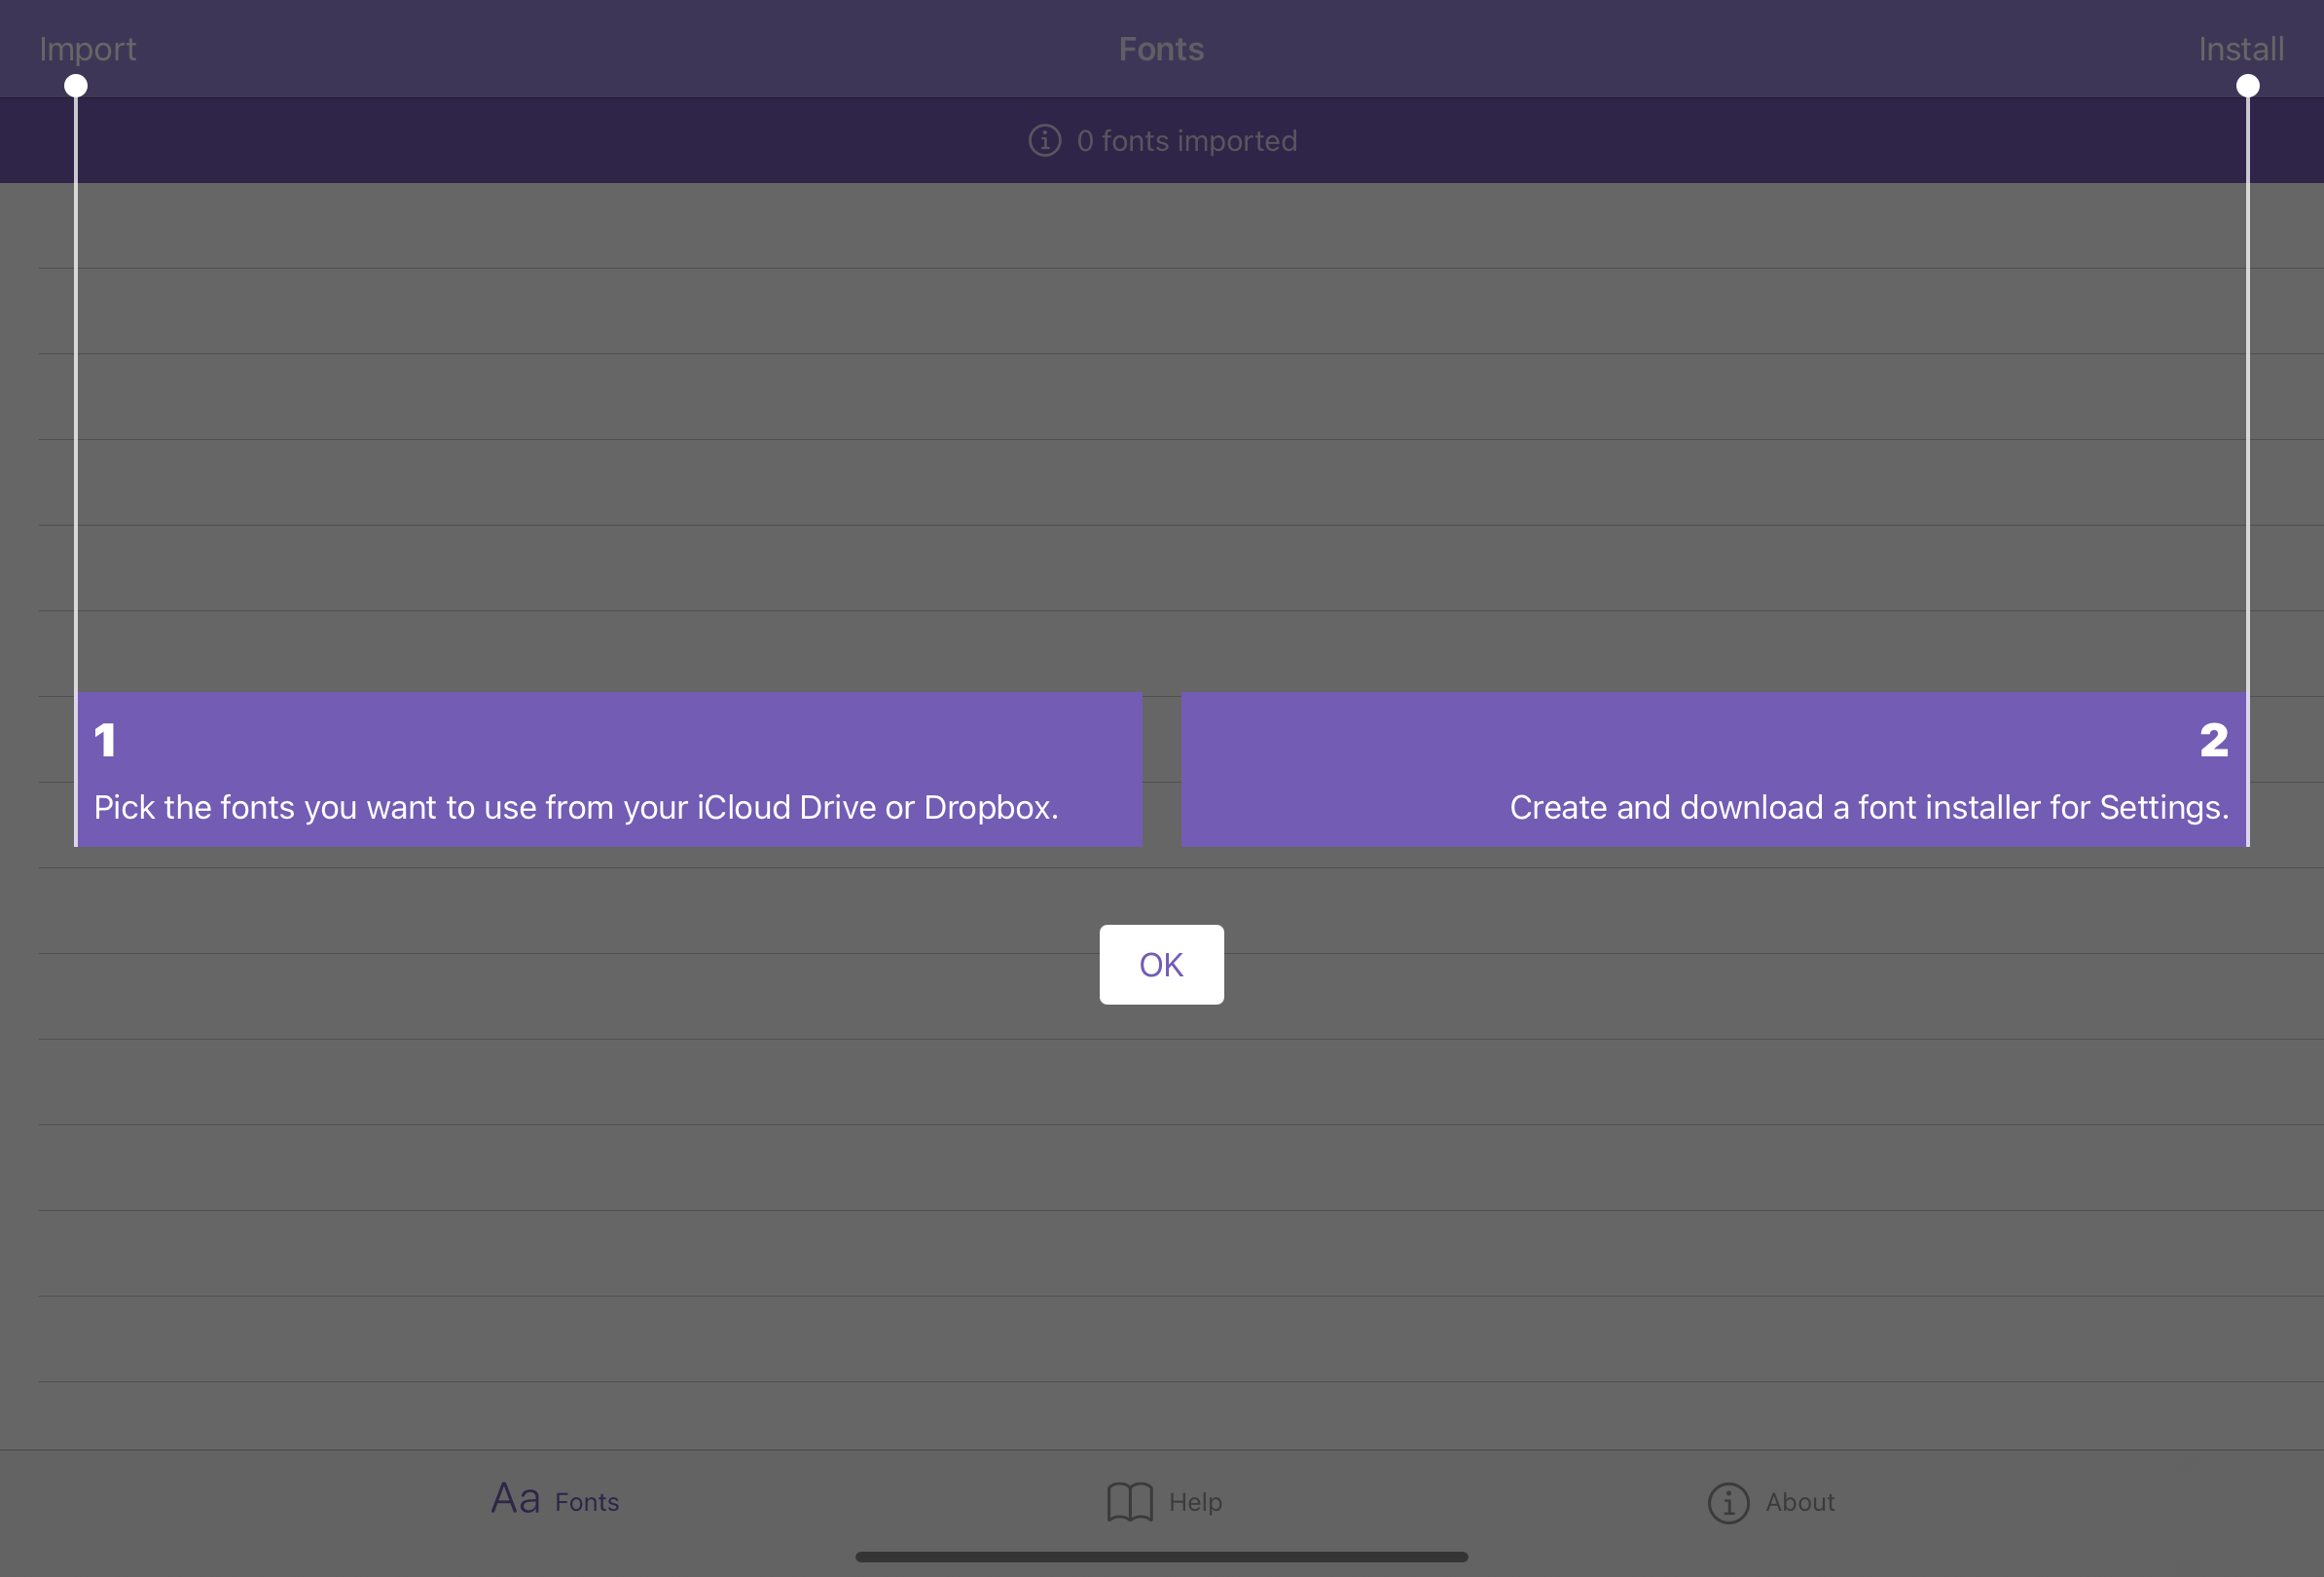 Import
Fonts
Install
0 fonts imported
1
Pick the fonts you want to use from your iCloud Drive or Dropbox.
2
Create and download a font installer for Settings.
OK
Aa Fonts
Help
About